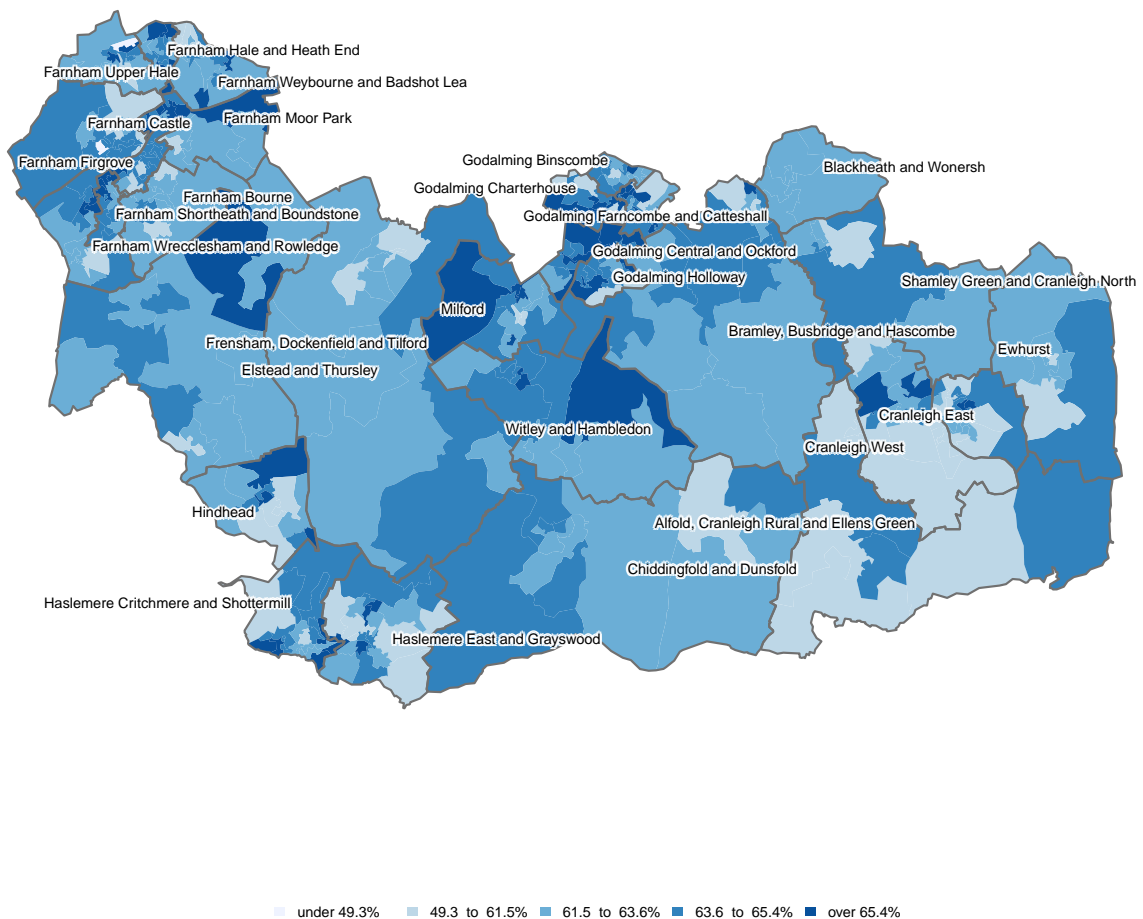 Farnham Hale and Heath End
Farnham Upper Hale
Farnham Weybourne and Badshot Lea
Farnham Moor Park
Farnham Castle
Farnham Firgrove
Godalming Binscombe
Blackheath and Wonersh
Godalming Charterhouse
Farnham Bourne
Farnham Shortheath and Boundstone
Godalming Farncombe and Catteshall
Farnham Wrecclesham and Rowledge
Godalming Central and Ockford
Godalming Holloway
Shamley Green and Cranleigh North
Milford
Bramley, Busbridge and Hascombe
Frensham, Dockenfield and Tilford
Ewhurst
Elstead and Thursley
Cranleigh East
Witley and Hambledon
Cranleigh West
Hindhead
Alfold, Cranleigh Rural and Ellens Green
Chiddingfold and Dunsfold
Haslemere Critchmere and Shottermill
Haslemere East and Grayswood
under 49.3% 49.3 to 61.5% 61.5 to 63.6% 63.6 to 65.4% over 65.4%